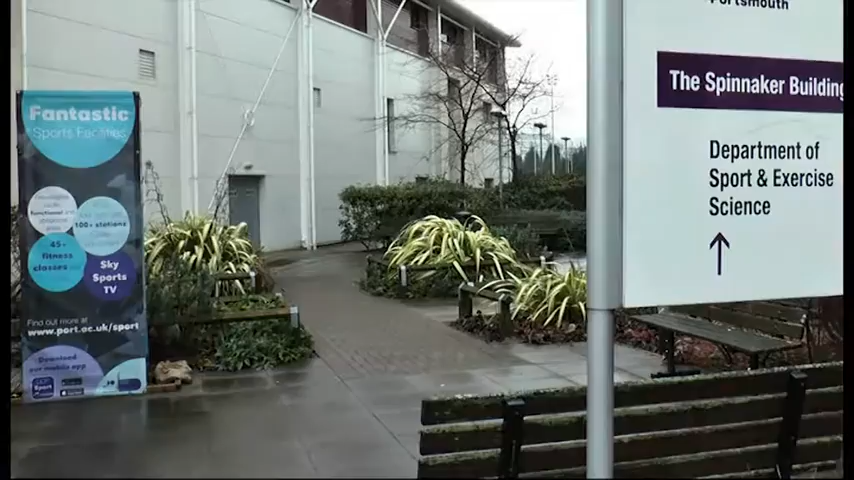 Fantastic
Sports Facilities
functional
100+ stations
45+
fitness
classes
Sky
Sports
TV
Find out more at
www.port.ac.uk/sport
Download
our mobile app
Portsmouth
The Spinnaker Building
Department of
Sport & Exercise
Science